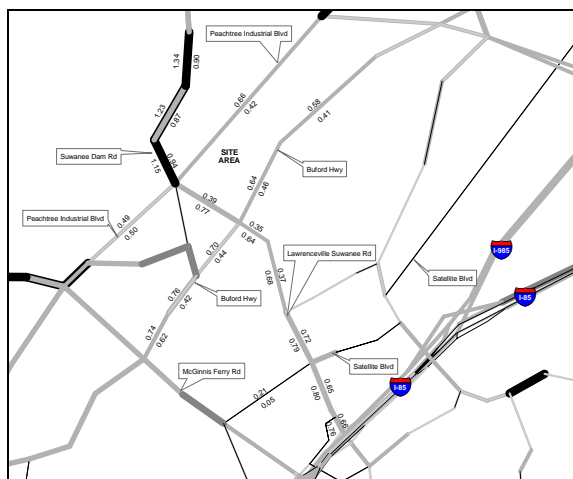 Peachtree Industrial Blvd
1.34
0.90
0.66
0.42
0.58
0.41
1.23
0.87
Suwanee Dam Rd
0.94
1.15
SITE
AREA
Buford Hwy
0.64
0.46
0.39
0.77
Peachtree Industrial Blvd
0.49
0.50
0.35
0.64
0.70
0.44
Lawrenceville Suwanee Rd
I-985
Satellite Blvd
I-85
0.37
0.68
0.76
0.42
Buford Hwy
0.74
0.62
0.72
0.79
Satellite Blvd
McGinnis Ferry Rd
I-85
0.21
0.05
0.65
0.80
0.66
0.76